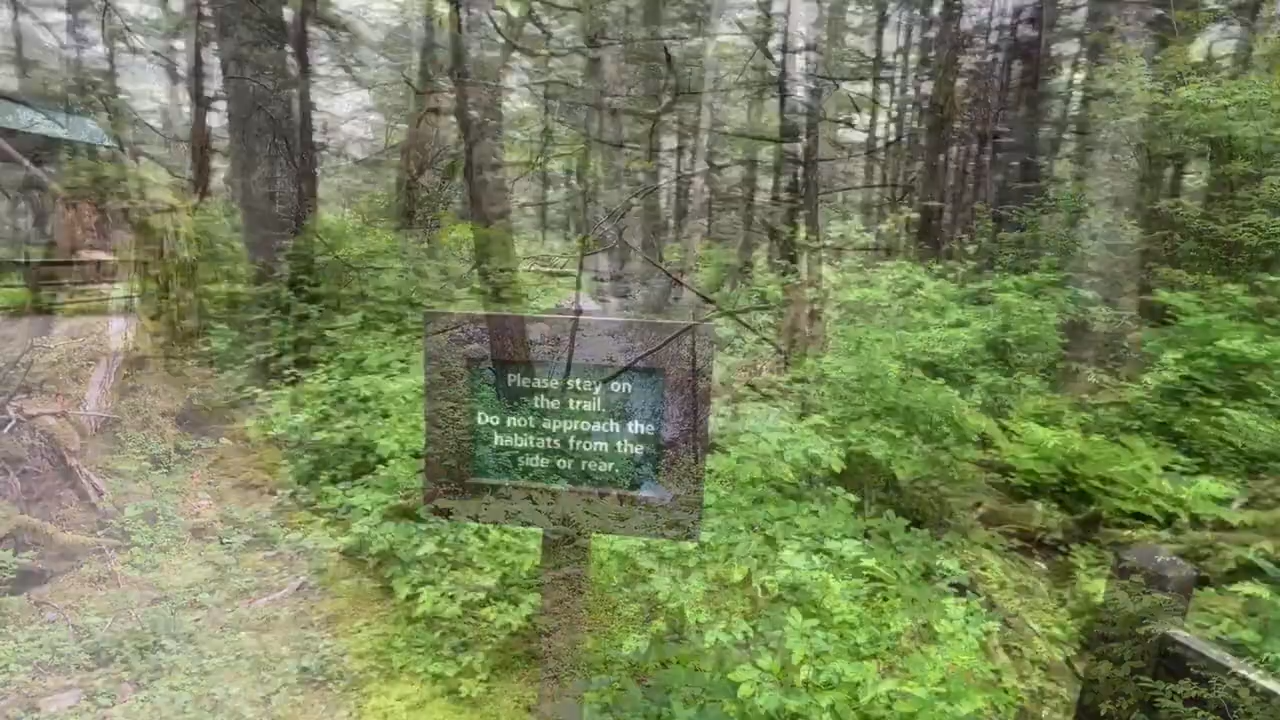 Please stay on
the trail.
Do not approach the
habitats from the
side or rear.